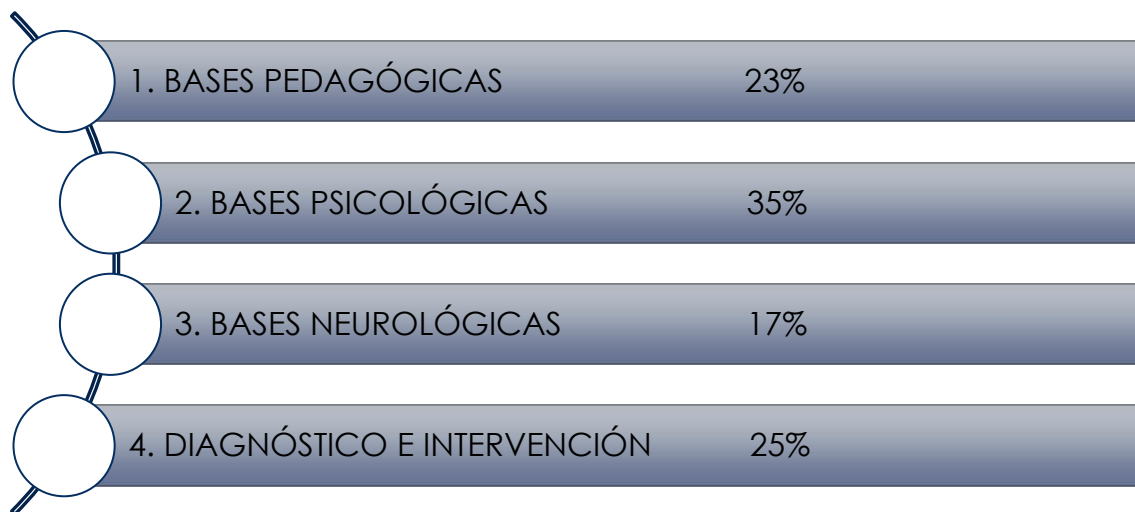 1. BASES PEDAGÓGICAS 23%
2. BASES PSICOLÓGICAS 35%
3. BASES NEUROLÓGICAS 17%
4. DIAGNÓSTICO E INTERVENCIÓN 25%